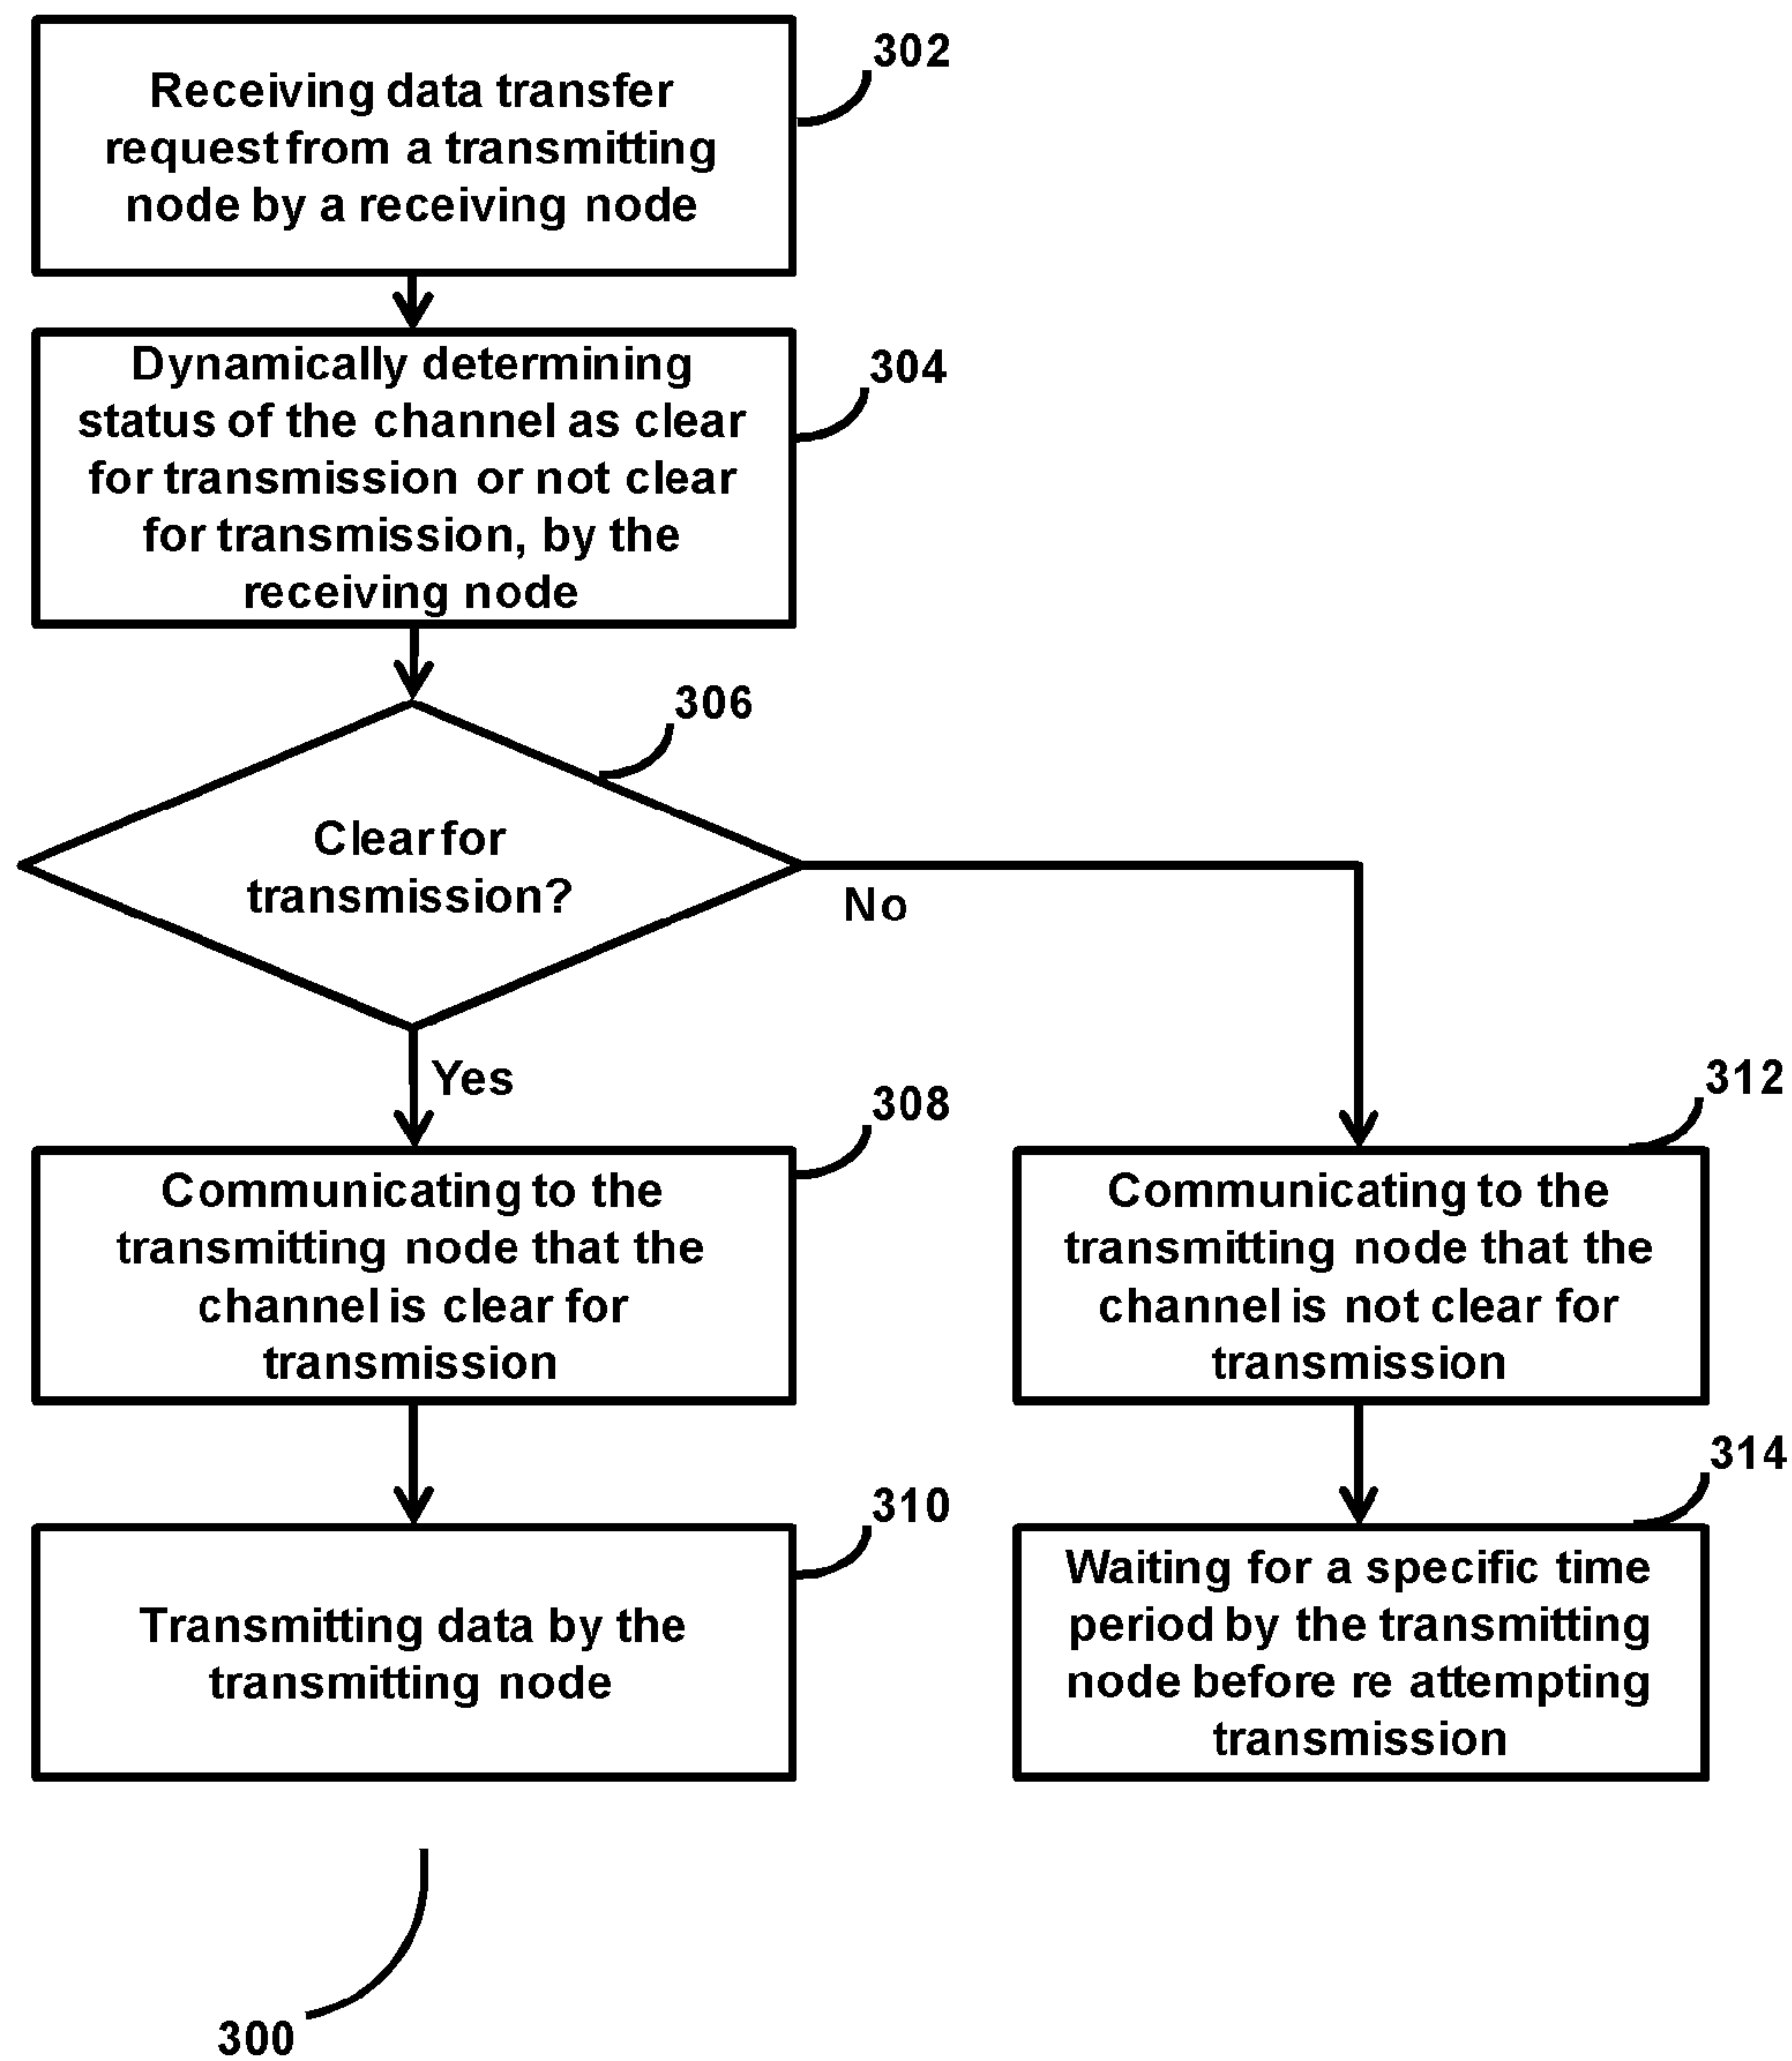 302
Receiving data transfer
request from a transmitting
node by a receiving node
304
Dynamically determining
status of the channel as clear
for transmission or not clear
for transmission, by the
receiving node
306
Clear for
transmission?
No
Yes
308
Communicating to the
transmitting node that the
channel is clear for
transmission
312
Communicating to the
transmitting node that the
channel is not clear for
transmission
310
Transmitting data by the
transmitting node
314
Waiting for a specific time
period by the transmitting
node before re attempting
transmission
300